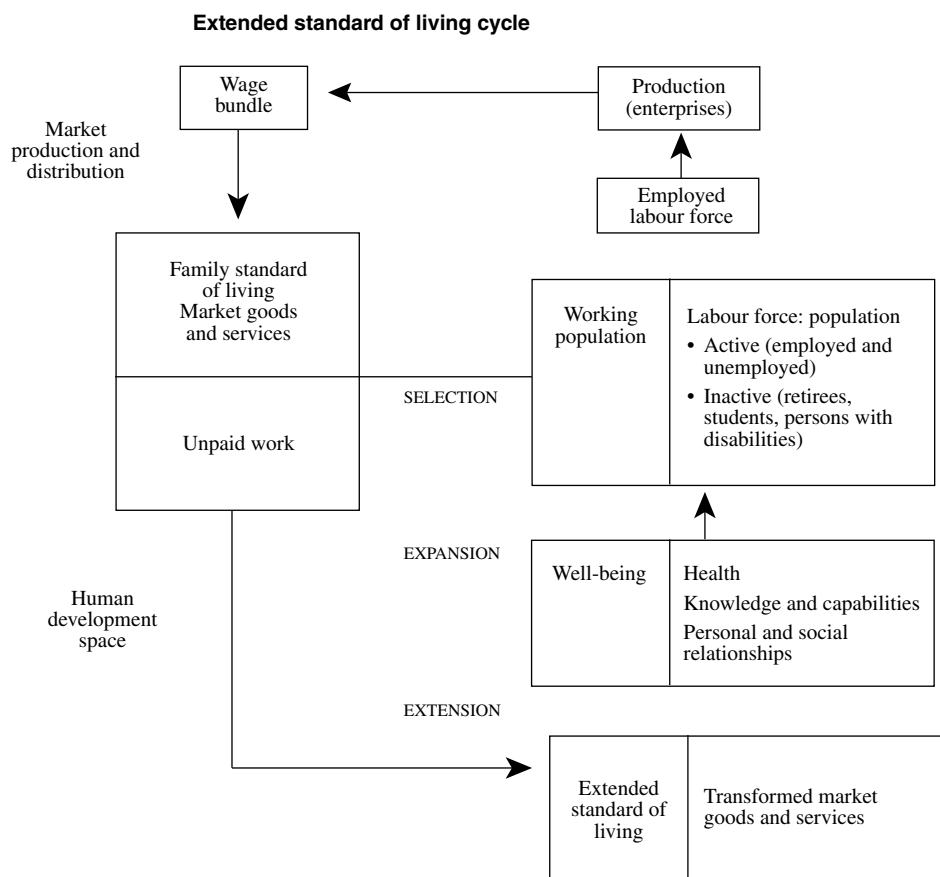 Extended standard of living cycle
Wage
bundle
Production
(enterprises)
Market
production and
distribution
Employed
labour force
Family standard
of living
Market goods
and services
Working
population
Labour force: population
• Active (employed and
unemployed)
• Inactive (retirees,
students, persons with
disabilities)
SELECTION
Unpaid work
EXPANSION
Well-being
Health
Knowledge and capabilities
Personal and social
relationships
Human
development
space
EXTENSION
Extended
standard of
living
Transformed market
goods and services